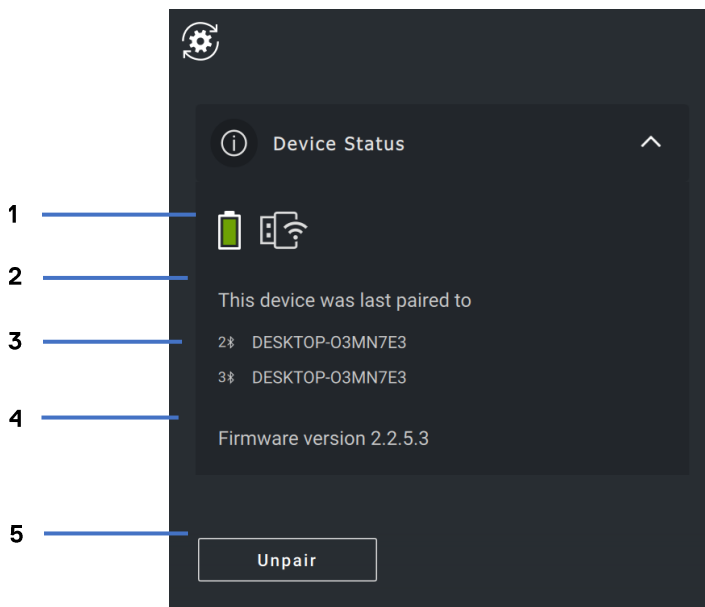 Device Status
1
2
This device was last paired to
3 2 DESKTOP-O3MN7E3
3 DESKTOP-O3MN7E3
4
Firmware version 2.2.5.3
5
Unpair